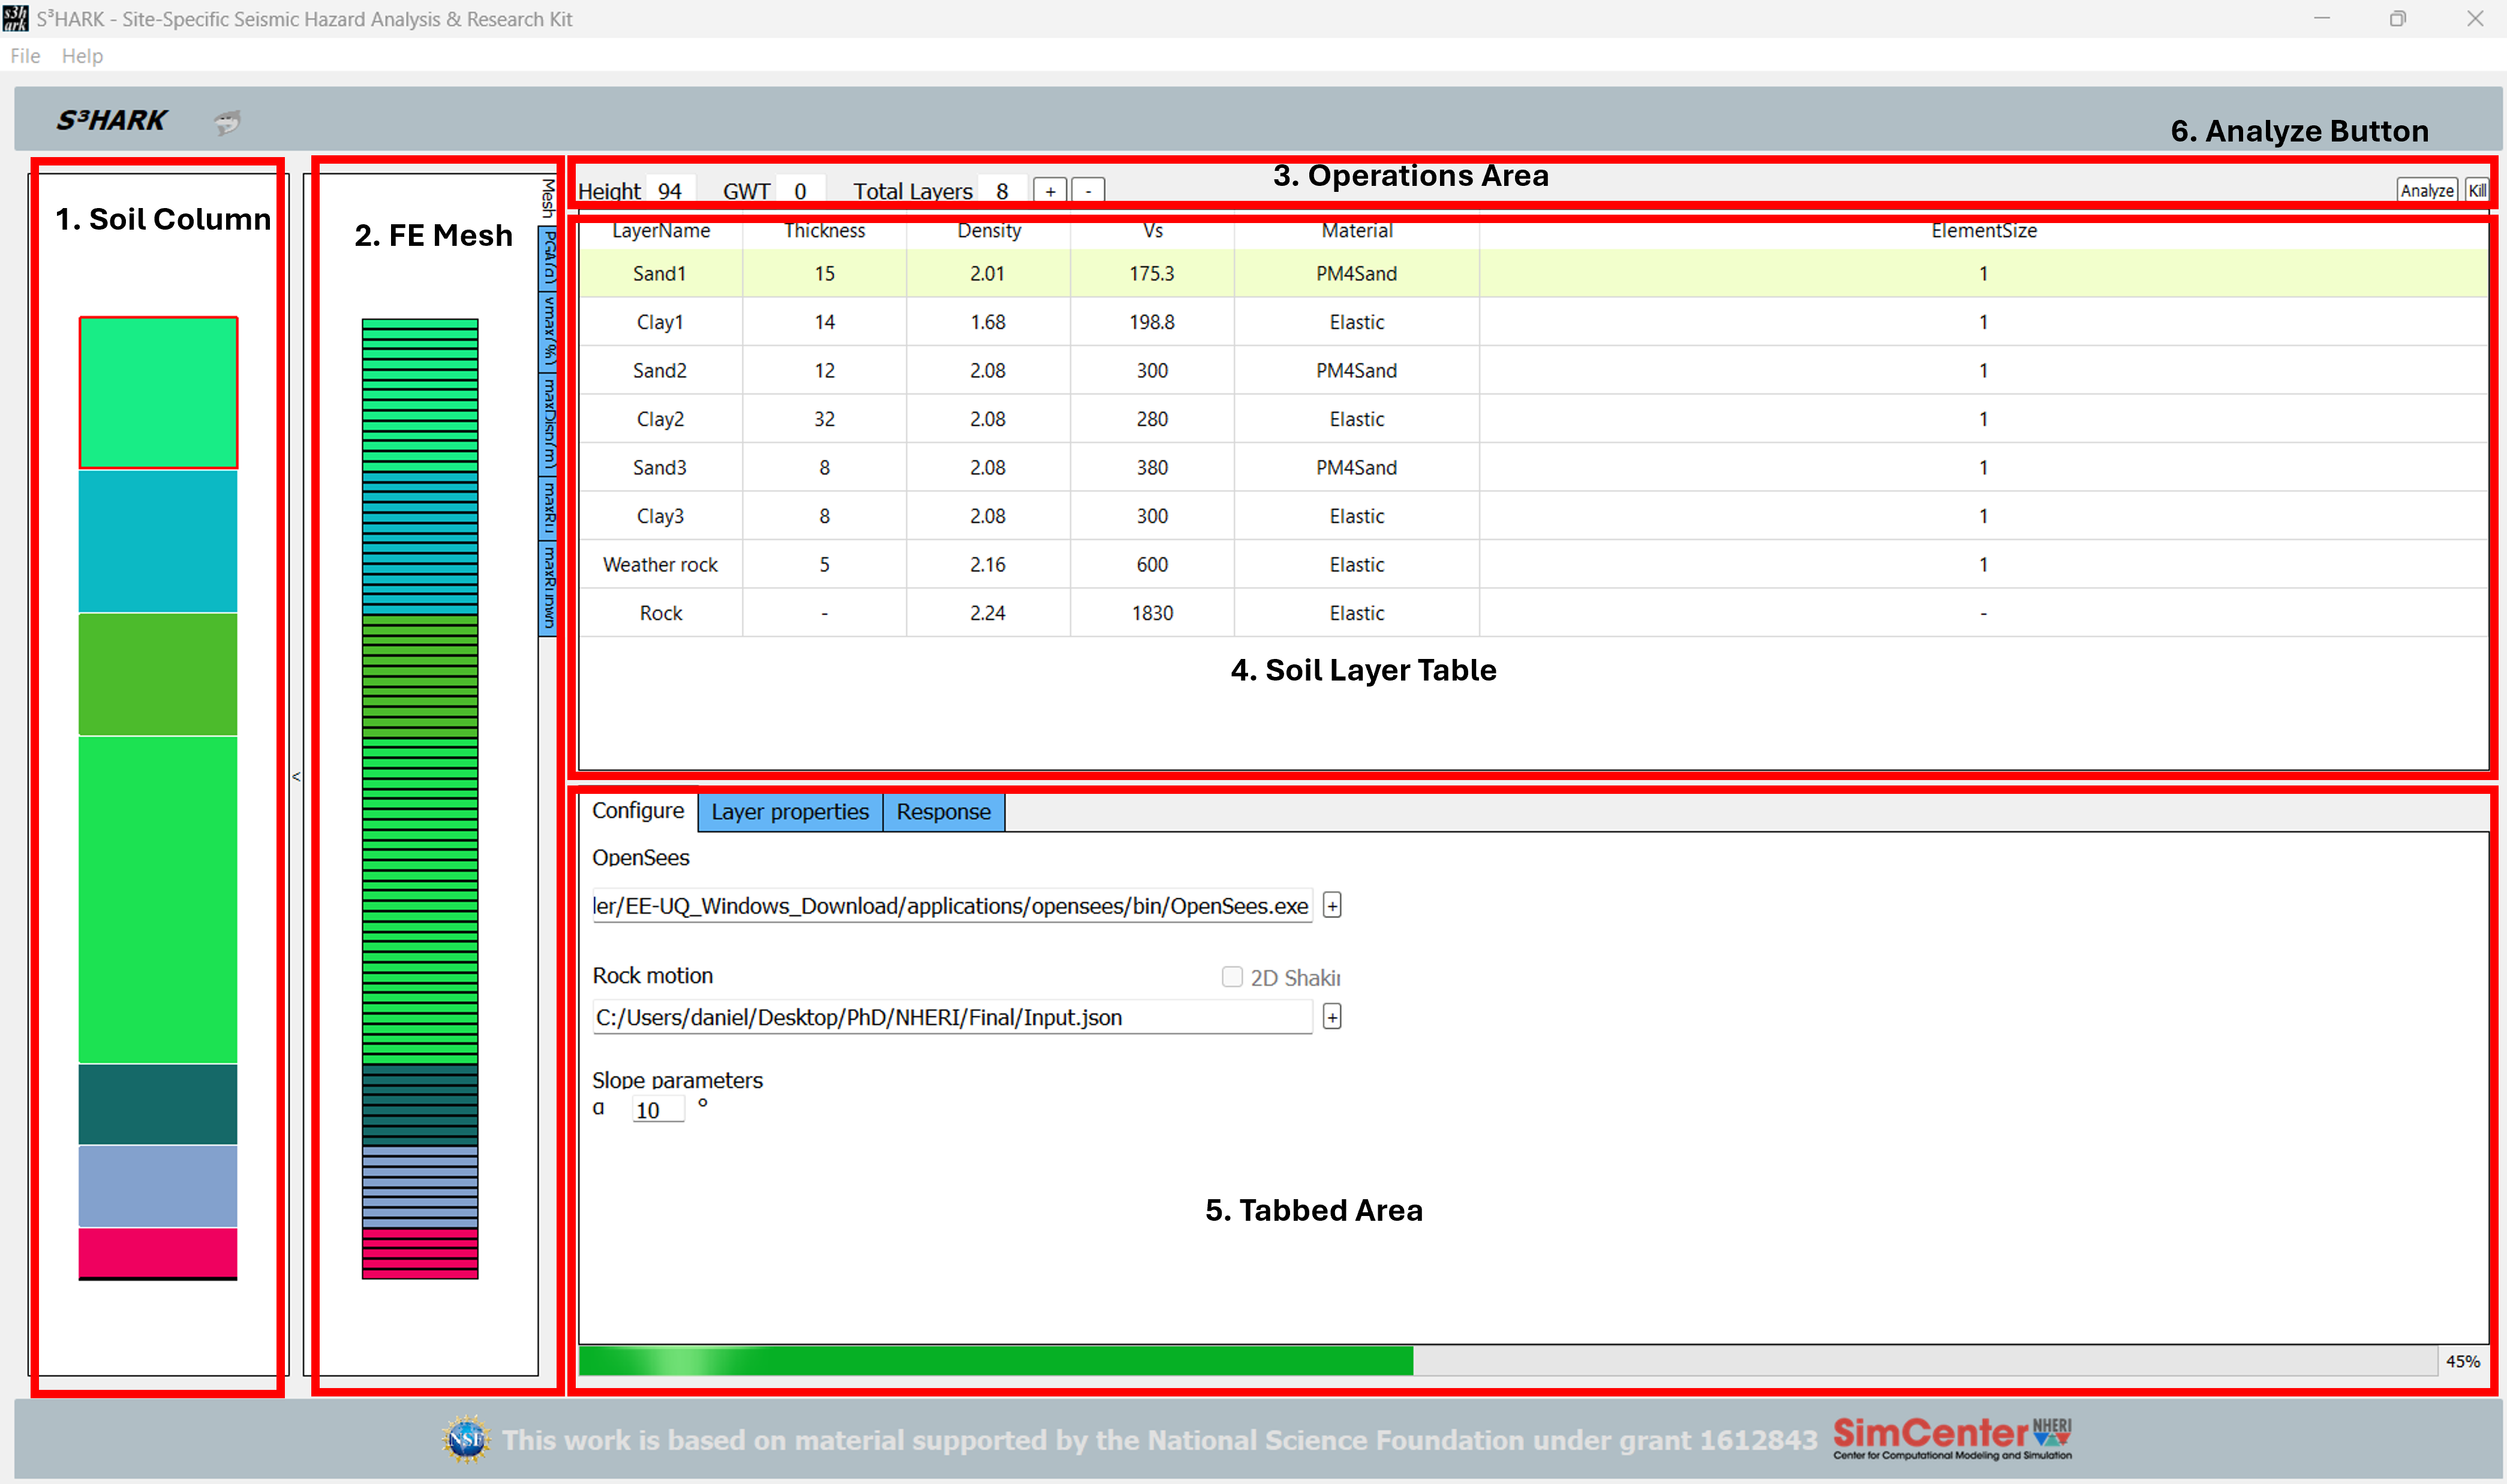 S³HARK - Site-Specific Seismic Hazard Analysis & Research Kit
File Help
S³HARK
6. Analyze Button
3. Operations Area
Height 94 GWT 0 Total Layers 8 + - Analyze Kill
1. Soil Column
2. FE Mesh
Mesh
PGA(g)
γmax(%)
maxDisp(m)
maxRu
maxRuPwp
LayerName Thickness Density Vs Material ElementSize
Sand1 15 2.01 175.3 PM4Sand 1
Clay1 14 1.68 198.8 Elastic 1
Sand2 12 2.08 300 PM4Sand 1
Clay2 32 2.08 280 Elastic 1
Sand3 8 2.08 380 PM4Sand 1
Clay3 8 2.08 300 Elastic 1
Weather rock 5 2.16 600 Elastic 1
Rock - 2.24 1830 Elastic -
4. Soil Layer Table
<
Configure Layer properties Response
OpenSees
ler/EE-UQ_Windows_Download/applications/opensees/bin/OpenSees.exe +
Rock motion 2D Shakin
C:/Users/daniel/Desktop/PhD/NHERI/Final/Input.json +
Slope parameters
α 10 °
5. Tabbed Area
45%
NSF This work is based on material supported by the National Science Foundation under grant 1612843 SimCenter NHERI
Center for Computational Modeling and Simulation